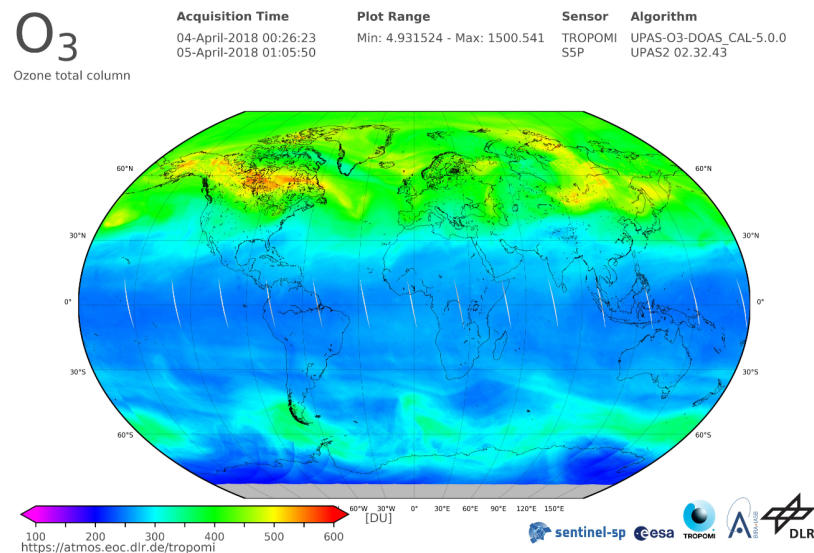 O3
Ozone total column
Acquisition Time
04-April-2018 00:26:23
05-April-2018 01:05:50
Plot Range
Min: 4.931524 - Max: 1500.541
Sensor Algorithm
TROPOMI UPAS-O3-DOAS_CAL-5.0.0
S5P UPAS2 02.32.43
60°N 60°N
30°N 30°N
0° 0°
30°S 30°S
60°S 60°S
60°W 30°W 0° 30°E 60°E 90°E 120°E 150°E
[DU]
100 200 300 400 500 600
https://atmos.eoc.dlr.de/tropomi
sentinel-5p esa TROPOMI BIRA-IASB DLR